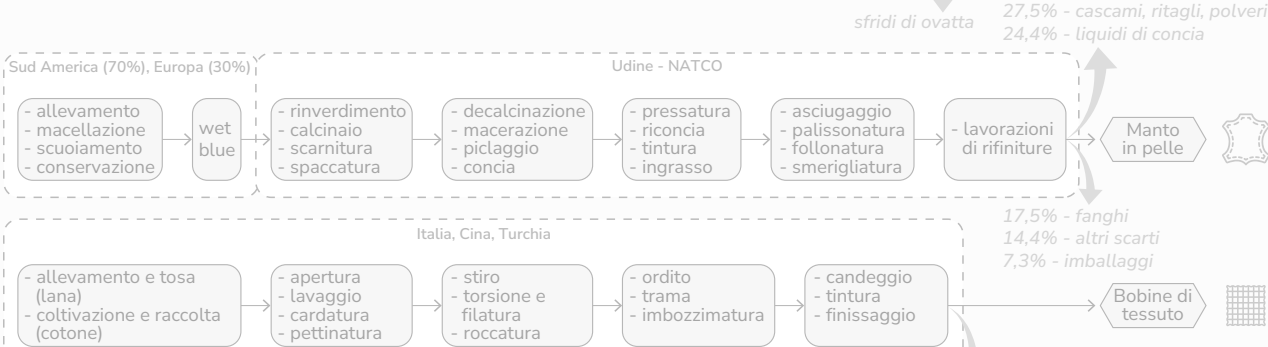 sfridi di ovatta
27,5% - cascami, ritagli, polveri
24,4% - liquidi di concia
Sud America (70%), Europa (30%)
Udine - NATCO
- allevamento
- macellazione
- scuoiamento
- conservazione
wet
blue
- rinverdimento
- calcinaio
- scarnitura
- spaccatura
- decalcinazione
- macerazione
- piclaggio
- concia
- pressatura
- riconcia
- tintura
- ingrasso
- asciugaggio
- palissonatura
- follonatura
- smerigliatura
- lavorazioni
di rifiniture
Manto
in pelle
17,5% - fanghi
14,4% - altri scarti
7,3% - imballaggi
Italia, Cina, Turchia
- allevamento e tosa
(lana)
- coltivazione e raccolta
(cotone)
- apertura
- lavaggio
- cardatura
- pettinatura
- stiro
- torsione e
filatura
- roccatura
- ordito
- trama
- imbozzimatura
- candeggio
- tintura
- finissaggio
Bobine di
tessuto